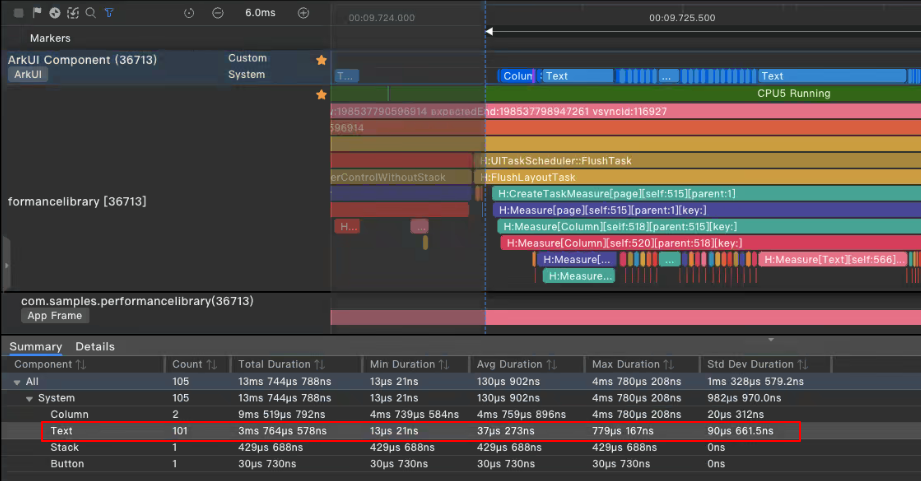 6.0ms
00:09.724.000
00:09.725.500
Markers
ArkUI Component (36713)
Custom
ArkUI
System
T...
Colum
Text
...
Text
CPU5 Running
:198537790596914 expectedEnd:198537798947261 vsyncId:116927
596914
H:UITaskScheduler::FlushTask
erControlWithoutStack
H:FlushLayoutTask
H:CreateTaskMeasure[page][self:515][parent:1]
formancelibrary [36713]
H:Measure[page][self:515][parent:1][key:]
H...
...
H:Measure[Column][self:518][parent:515][key:]
H:Measure[Column][self:520][parent:518][key:]
H:Measure[...
...
H:Measure[Text][self:566]...
H:Measure...
com.samples.performancelibrary(36713)
App Frame
Summary Details
Component Count Total Duration Min Duration Avg Duration Max Duration Std Dev Duration
All 105 13ms 744μs 788ns 13μs 21ns 130μs 902ns 4ms 780μs 208ns 1ms 328μs 579.2ns
System 105 13ms 744μs 788ns 13μs 21ns 130μs 902ns 4ms 780μs 208ns 982μs 970.0ns
Column 2 9ms 519μs 792ns 4ms 739μs 584ns 4ms 759μs 896ns 4ms 780μs 208ns 20μs 312ns
Text 101 3ms 764μs 578ns 13μs 21ns 37μs 273ns 779μs 167ns 90μs 661.5ns
Stack 1 429μs 688ns 429μs 688ns 429μs 688ns 429μs 688ns 0ns
Button 1 30μs 730ns 30μs 730ns 30μs 730ns 30μs 730ns 0ns